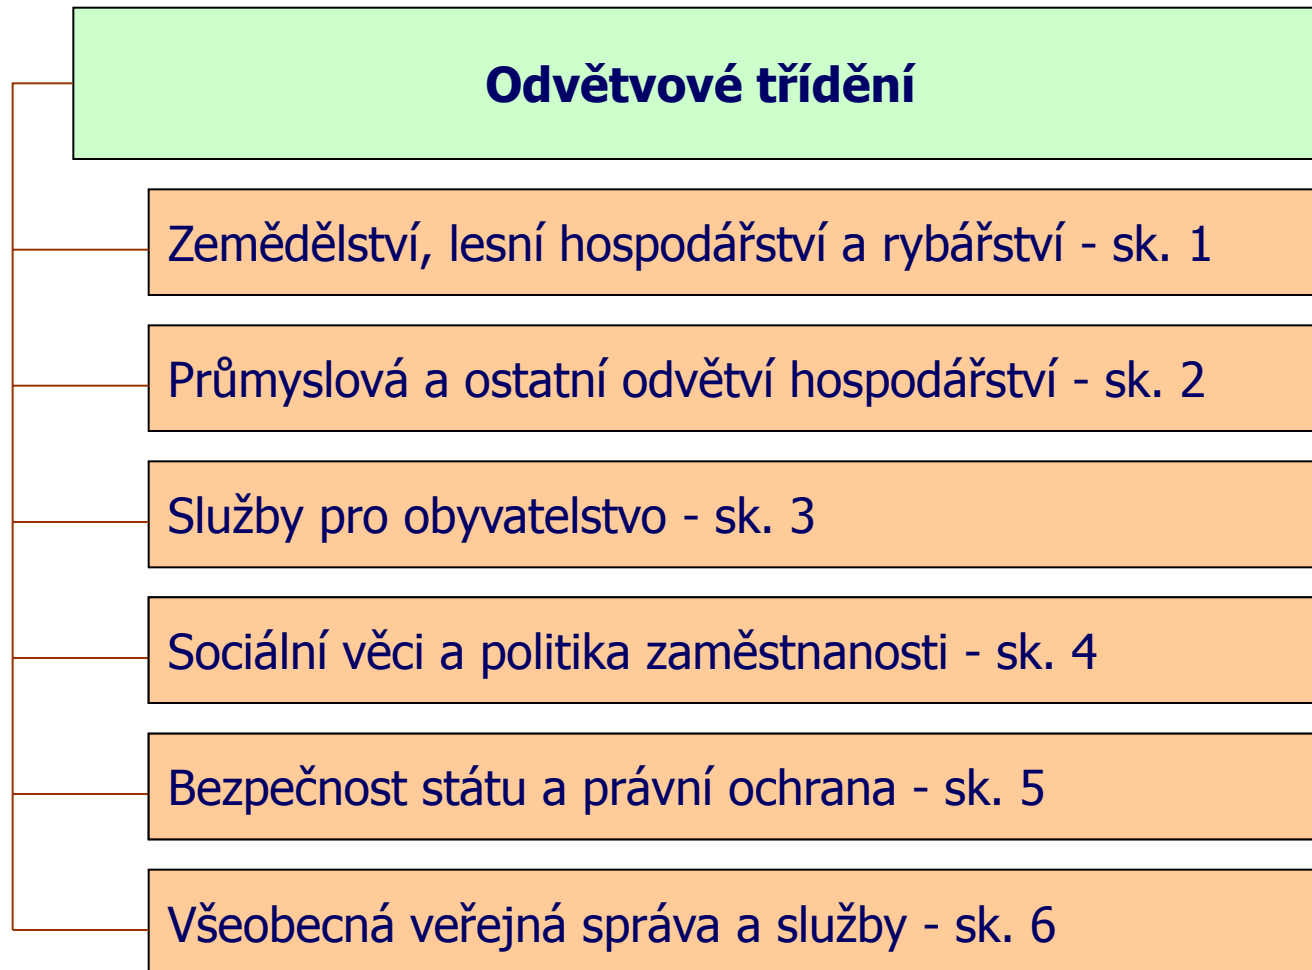 Odvětvové třídění
Zemědělství, lesní hospodářství a rybářství - sk. 1
Průmyslová a ostatní odvětví hospodářství - sk. 2
Služby pro obyvatelstvo - sk. 3
Sociální věci a politika zaměstnanosti - sk. 4
Bezpečnost státu a právní ochrana - sk. 5
Všeobecná veřejná správa a služby - sk. 6